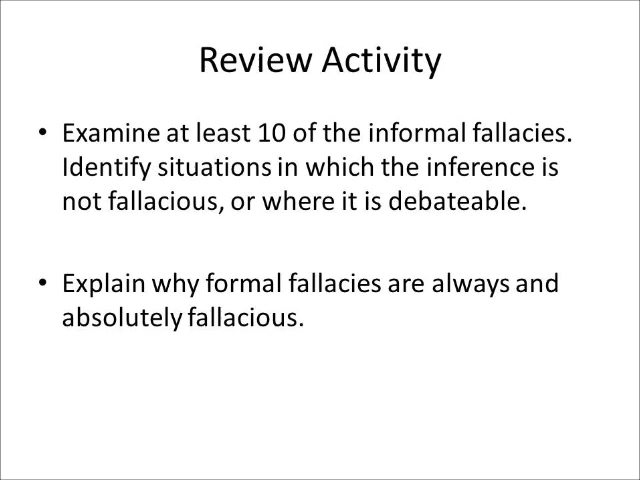 Review Activity
• Examine at least 10 of the informal fallacies.
Identify situations in which the inference is
not fallacious, or where it is debateable.
• Explain why formal fallacies are always and
absolutely fallacious.